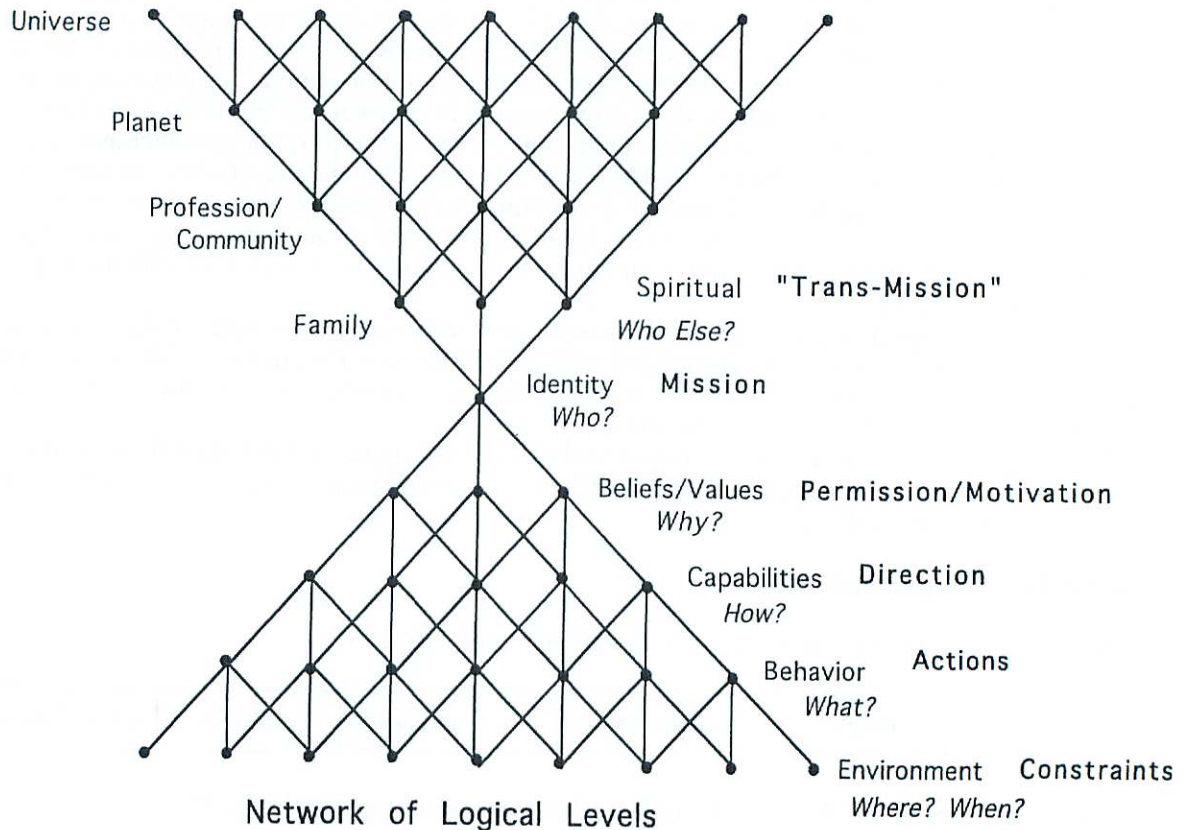 Universe
Planet
Profession/
Community
Spiritual "Trans-Mission"
Family
Who Else?
Identity Mission
Who?
Beliefs/Values Permission/Motivation
Why?
Capabilities Direction
How?
Behavior Actions
What?
Environment Constraints
Where? When?
Network of Logical Levels